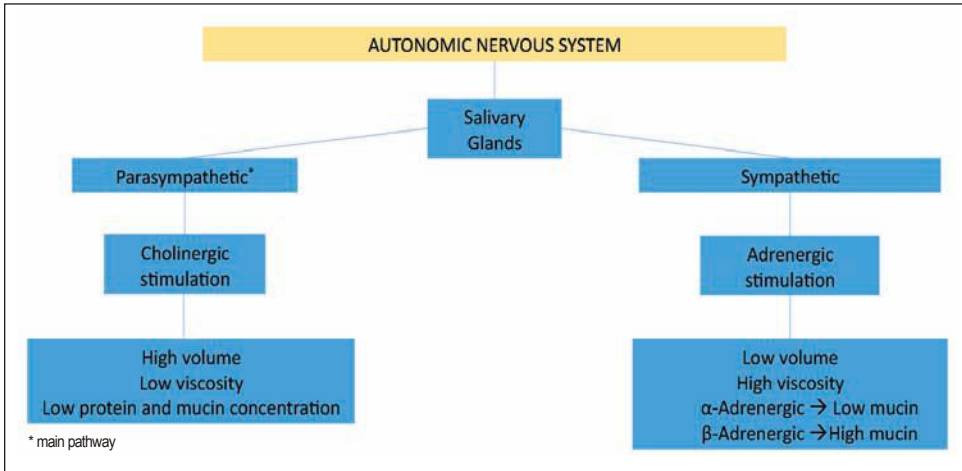 AUTONOMIC NERVOUS SYSTEM
Salivary
Glands
Parasympathetic*
Sympathetic
Cholinergic
stimulation
Adrenergic
stimulation
High volume
Low viscosity
Low protein and mucin concentration
Low volume
High viscosity
α-Adrenergic → Low mucin
β-Adrenergic →High mucin
* main pathway